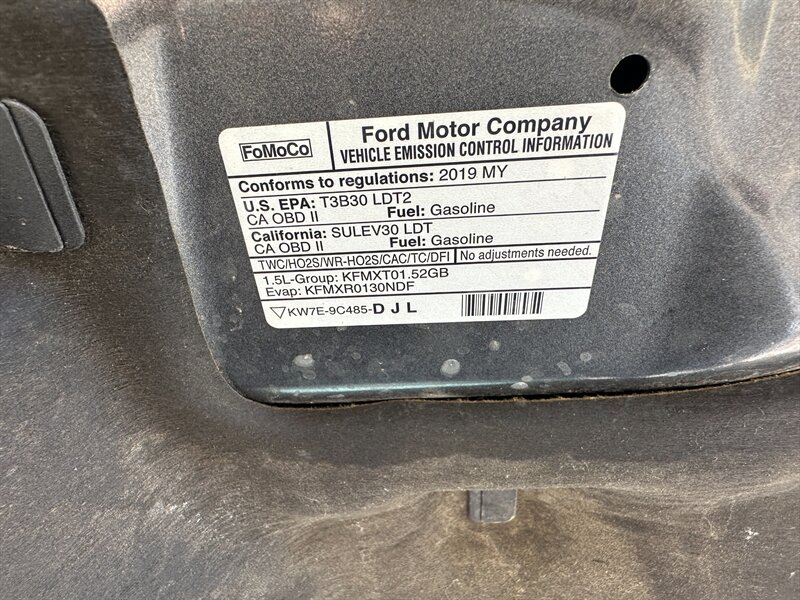 FoMoCo
Ford Motor Company
VEHICLE EMISSION CONTROL INFORMATION
Conforms to regulations: 2019 MY
U.S. EPA: T3B30 LDT2
CA OBD II Fuel: Gasoline
California: SULEV30 LDT
CA OBD II Fuel: Gasoline
TWC/HO2S/WR-HO2S/CAC/TC/DFI No adjustments needed.
1.5L-Group: KFMXT01.52GB
Evap: KFMXR0130NDF
KW7E-9C485-D J L